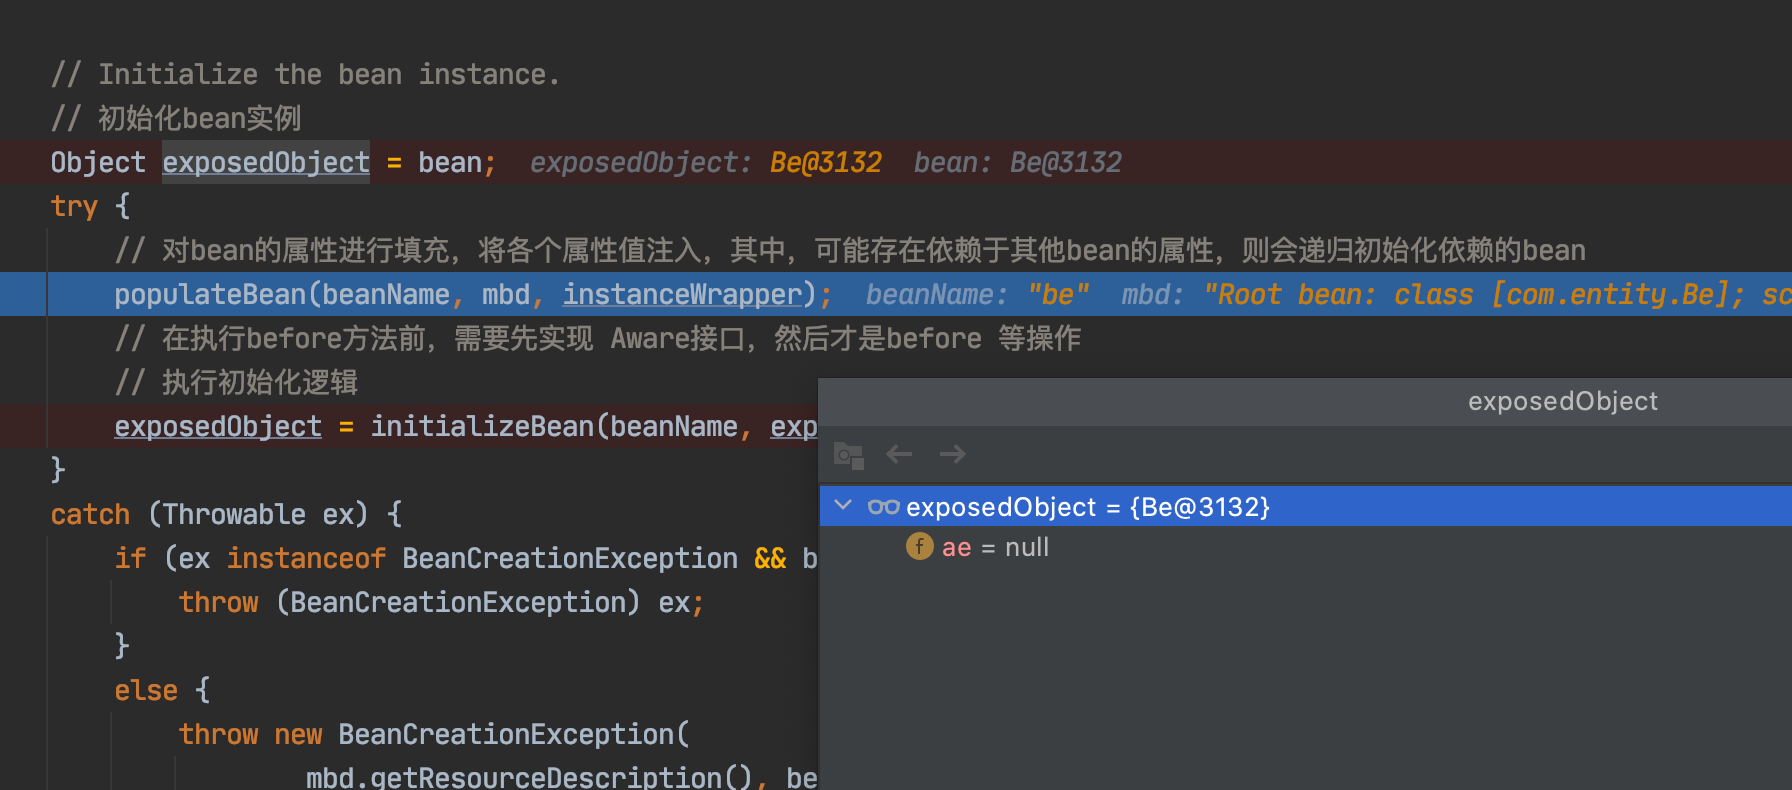 // Initialize the bean instance.
// 初始化bean实例
Object exposedObject = bean;  exposedObject: Be@3132  bean: Be@3132
try {
// 对bean的属性进行填充，将各个属性值注入，其中，可能存在依赖于其他bean的属性，则会递归初始化依赖的bean
populateBean(beanName, mbd, instanceWrapper);  beanName: "be"  mbd: "Root bean: class [com.entity.Be]; sc
// 在执行before方法前，需要先实现 Aware接口，然后才是before 等操作
// 执行初始化逻辑
exposedObject = initializeBean(beanName, exp
}
catch (Throwable ex) {
if (ex instanceof BeanCreationException && b
throw (BeanCreationException) ex;
}
else {
throw new BeanCreationException(
mbd.getResourceDescription(), be
exposedObject
exposedObject = {Be@3132}
f ae = null